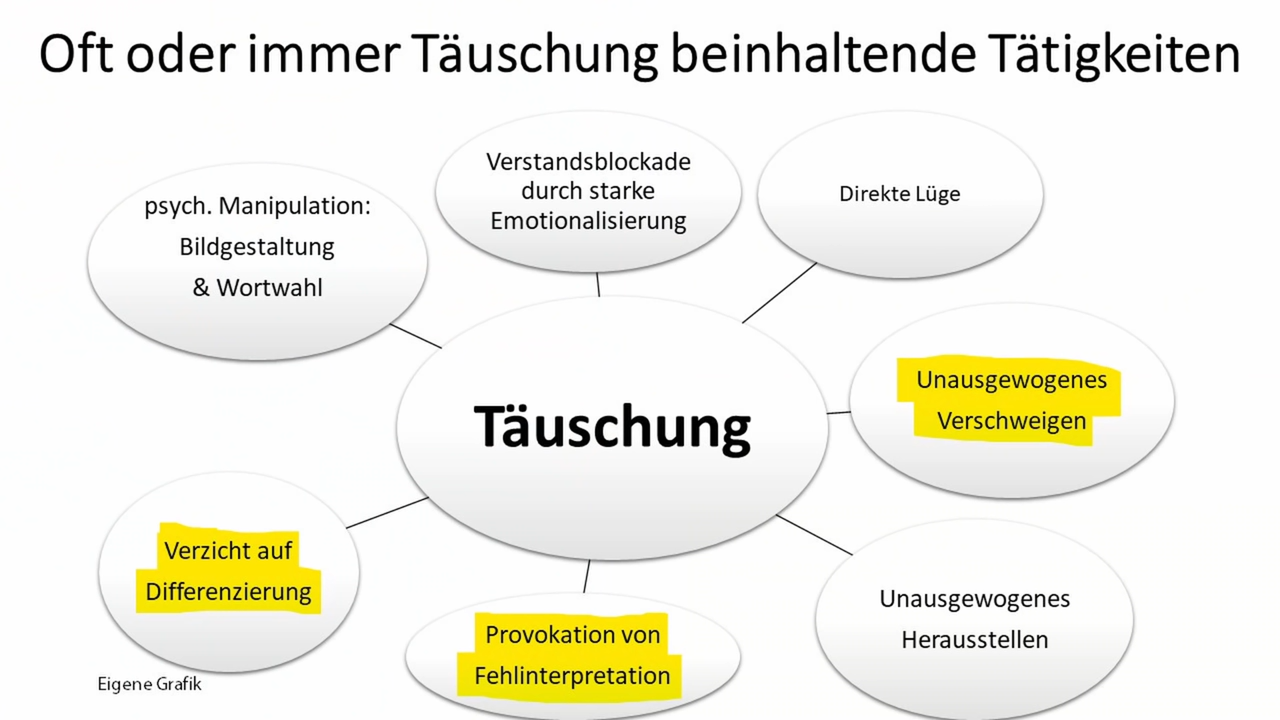 Oft oder immer Täuschung beinhaltende Tätigkeiten
psych. Manipulation:
Bildgestaltung
& Wortwahl
Verstandsblockade
durch starke
Emotionalisierung
Direkte Lüge
Täuschung
Unausgewogenes
Verschweigen
Verzicht auf
Differenzierung
Provokation von
Fehlinterpretation
Unausgewogenes
Herausstellen
Eigene Grafik